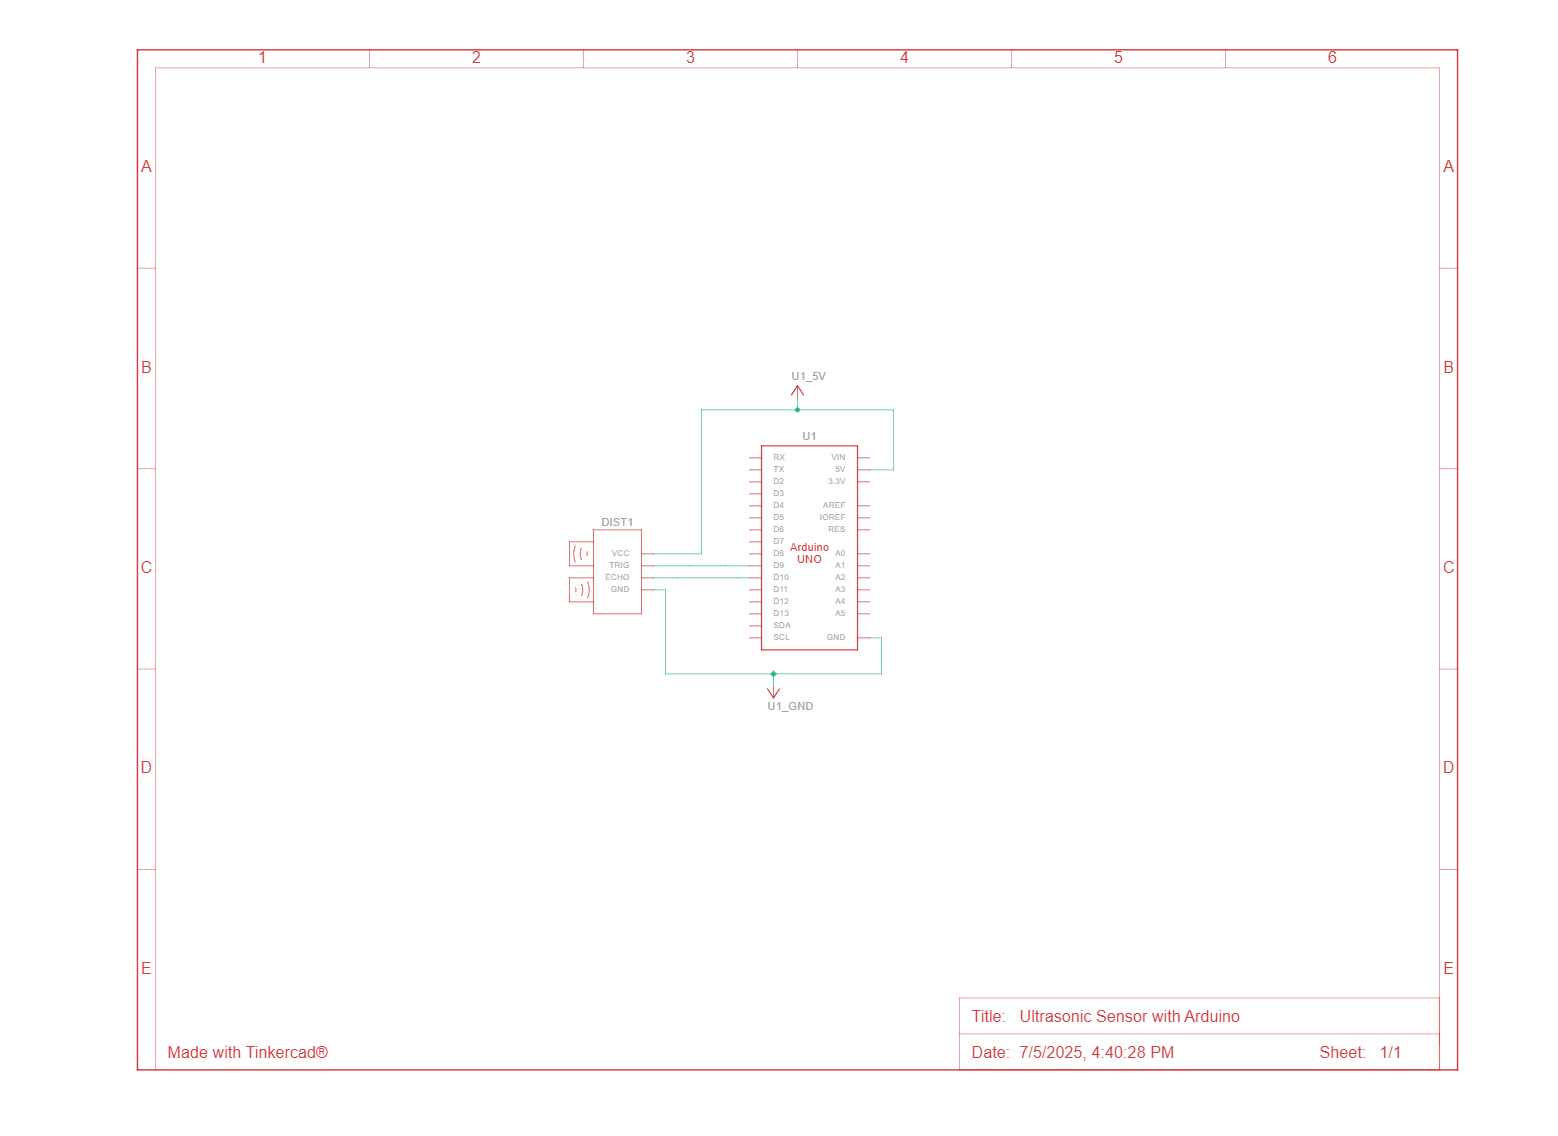 1 2 3 4 5 6
A A
B B
U1_5V
U1
RX VIN
TX 5V
D2 3.3V
D3
D4 AREF
D5 IOREF
DIST1
D6 RES
D7
Arduino
UNO
VCC D8 A0
TRIG D9 A1
C C
ECHO D10 A2
GND D11 A3
D12 A4
D13 A5
SDA
SCL GND
U1_GND
D D
E E
Title: Ultrasonic Sensor with Arduino
Made with Tinkercad®
Date: 7/5/2025, 4:40:28 PM Sheet: 1/1